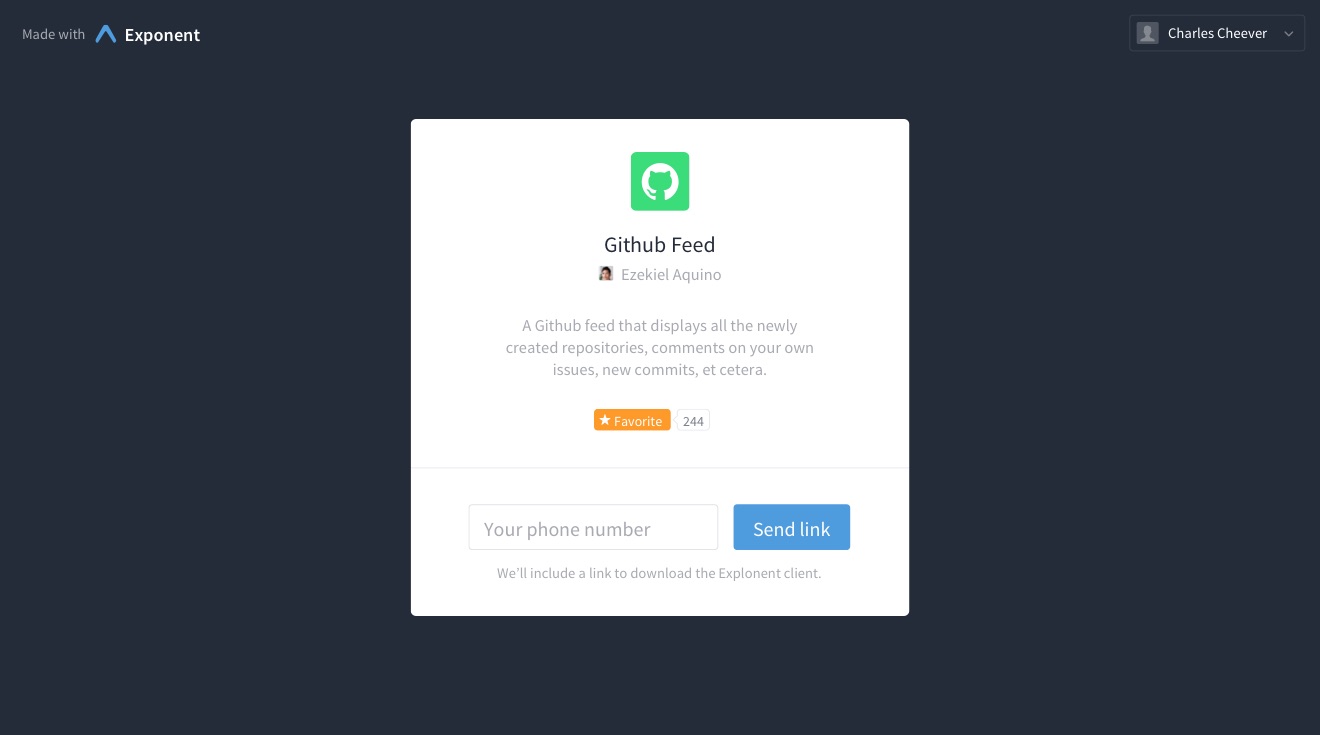 Made with Exponent
Charles Cheever
Github Feed
Ezekiel Aquino
A Github feed that displays all the newly
created repositories, comments on your own
issues, new commits, et cetera.
Favorite 244
Your phone number
Send link
We'll include a link to download the Explonent client.